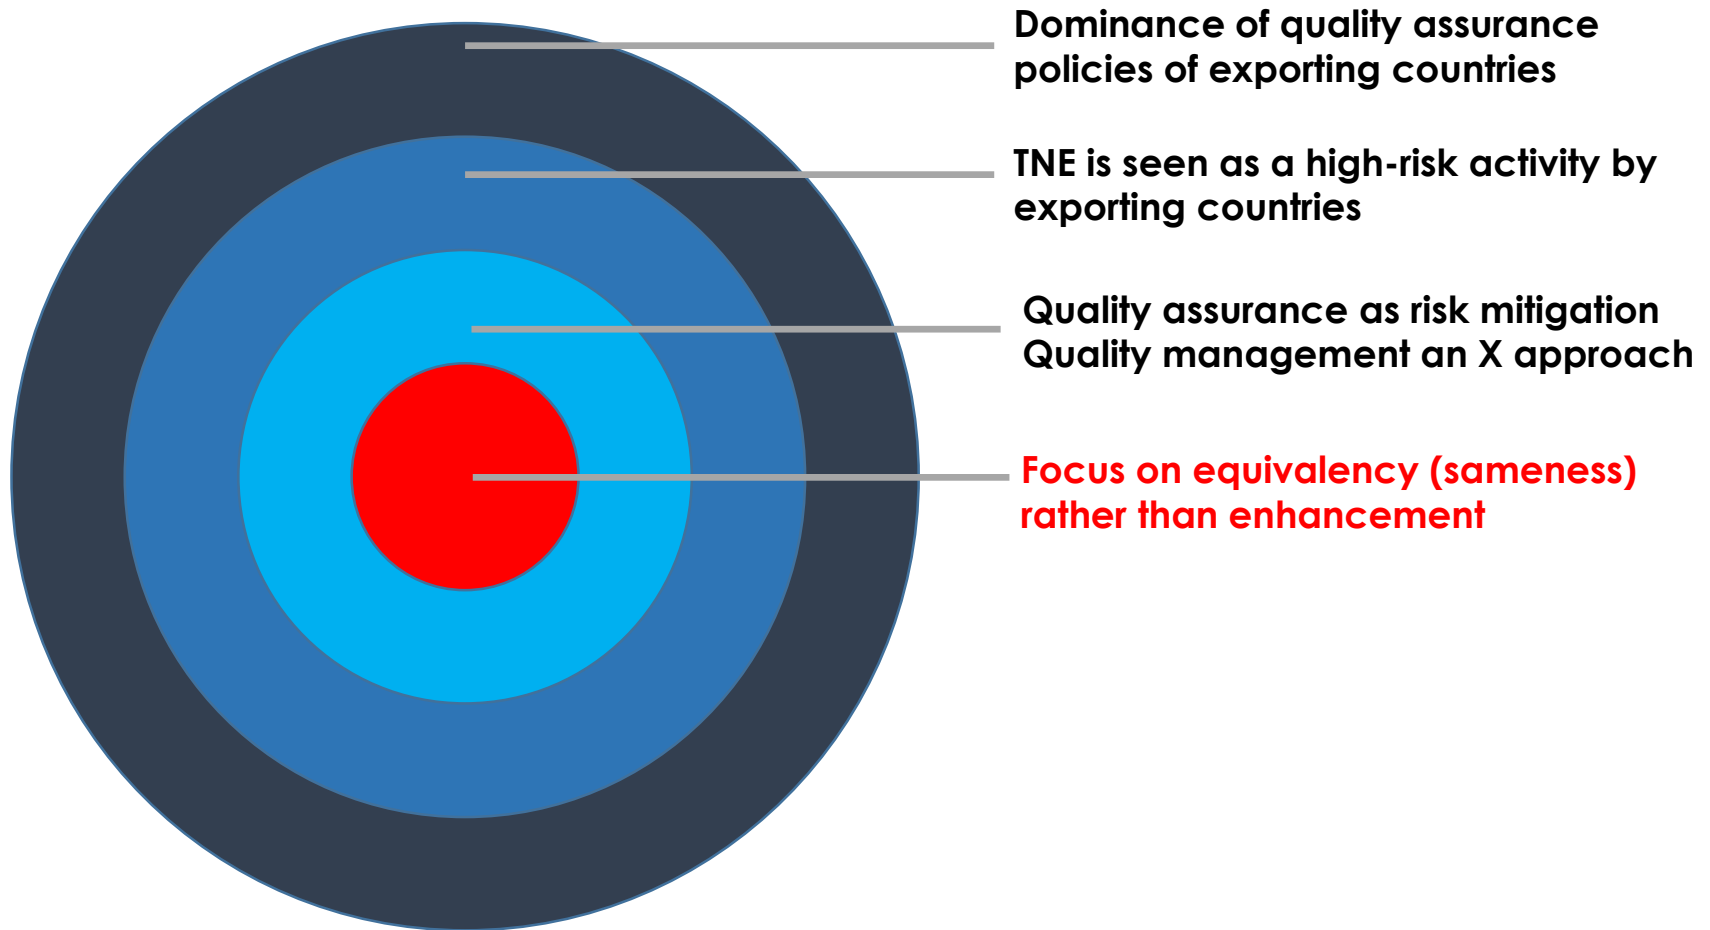 Dominance of quality assurance
policies of exporting countries
TNE is seen as a high-risk activity by
exporting countries
Quality assurance as risk mitigation
Quality management an X approach
Focus on equivalency (sameness)
rather than enhancement